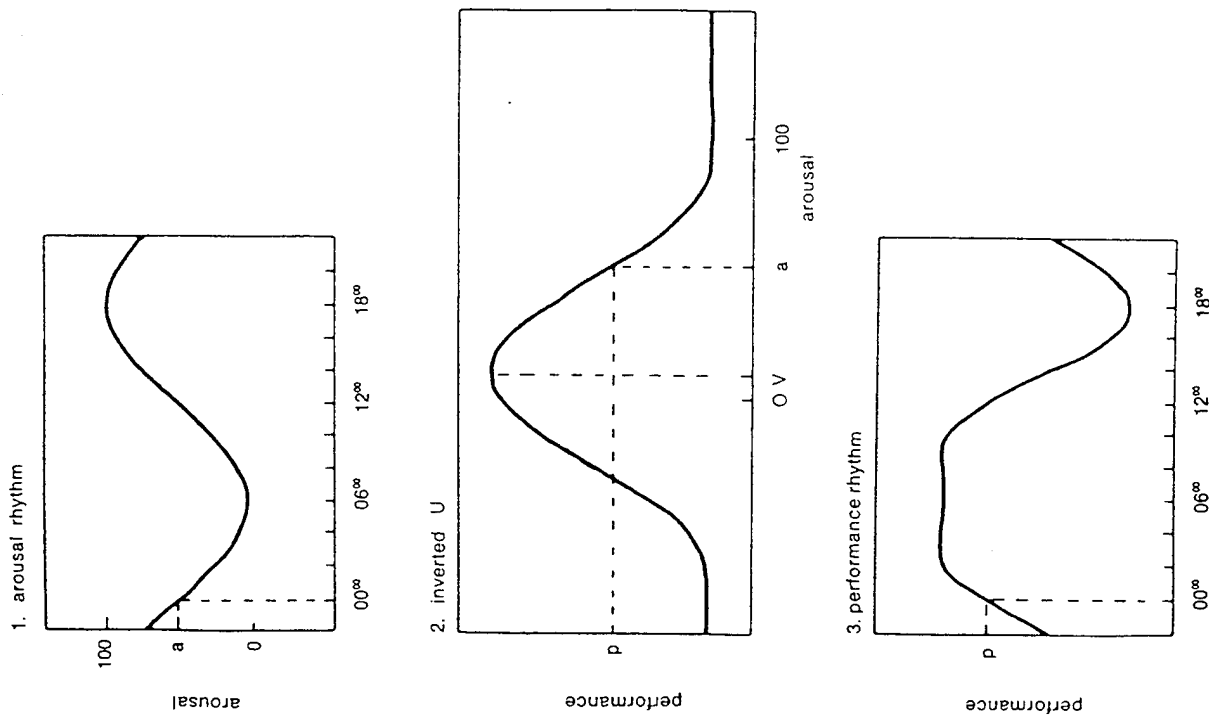 1. arousal rhythm
100
a
0
arousal
00⁰⁰
06⁰⁰
12⁰⁰
18⁰⁰
2. inverted U
performance
p
O V
a
100
arousal
3. performance rhythm
performance
p
00⁰⁰
06⁰⁰
12⁰⁰
18⁰⁰